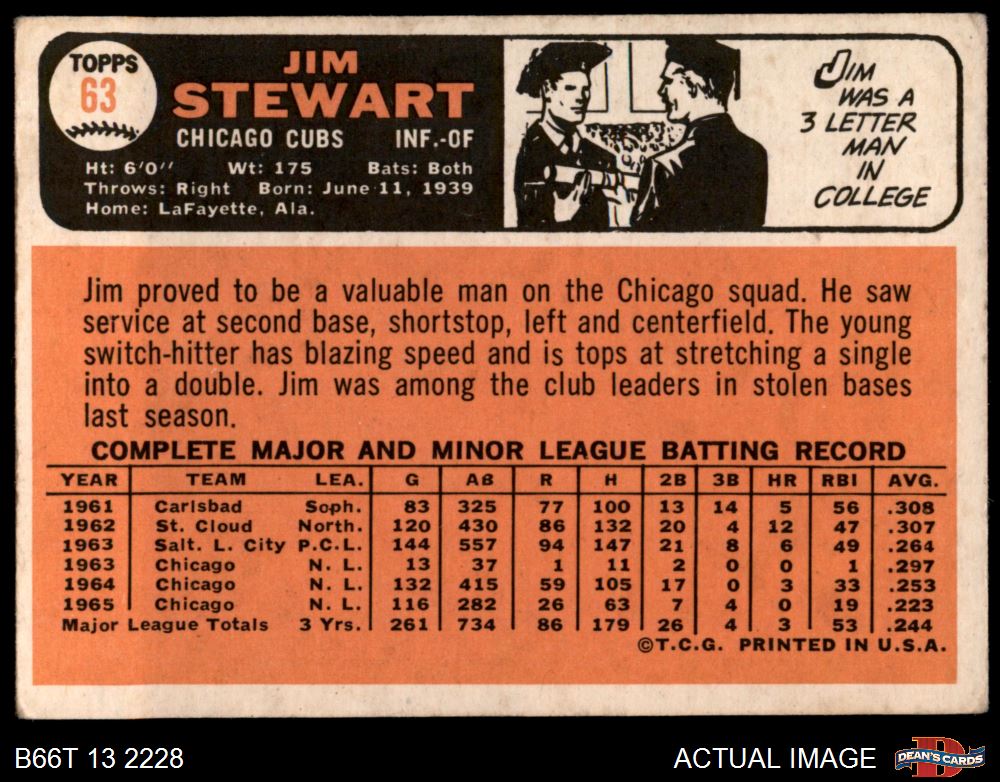 TOPPS
63
JIM
STEWART
CHICAGO CUBS INF.-OF
Ht: 6'0" Wt: 175 Bats: Both
Throws: Right Born: June 11, 1939
Home: LaFayette, Ala.
JIM
WAS A
3 LETTER
MAN
IN
COLLEGE
Jim proved to be a valuable man on the Chicago squad. He saw
service at second base, shortstop, left and centerfield. The young
switch-hitter has blazing speed and is tops at stretching a single
into a double. Jim was among the club leaders in stolen bases
last season.
COMPLETE MAJOR AND MINOR LEAGUE BATTING RECORD
YEAR TEAM LEA. G AB R H 2B 3B HR RBI AVG.
1961 Carlsbad Soph. 83 325 77 100 13 14 5 56 .308
1962 St. Cloud North. 120 430 86 132 20 4 12 47 .307
1963 Salt. L. City P.C.L. 144 557 94 147 21 8 6 49 .264
1963 Chicago N. L. 13 37 1 11 2 0 0 1 .297
1964 Chicago N. L. 132 415 59 105 17 0 3 33 .253
1965 Chicago N. L. 116 282 26 63 7 4 0 19 .223
Major League Totals 3 Yrs. 261 734 86 179 26 4 3 53 .244
©T.C.G. PRINTED IN U.S.A.
B66T 13 2228 ACTUAL IMAGE
D
DEAN'S CARDS